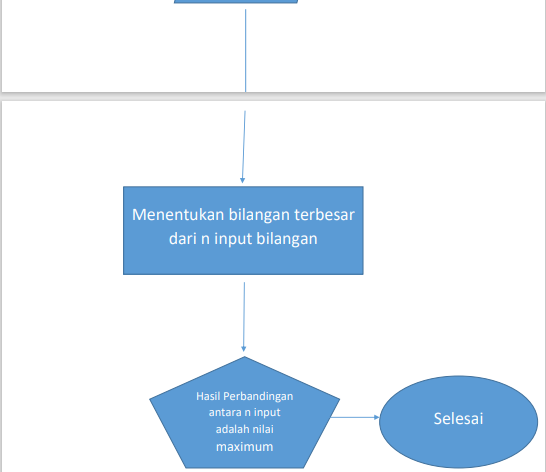 Menentukan bilangan terbesar
dari n input bilangan
Hasil Perbandingan
antara n input
adalah nilai
maximum
Selesai